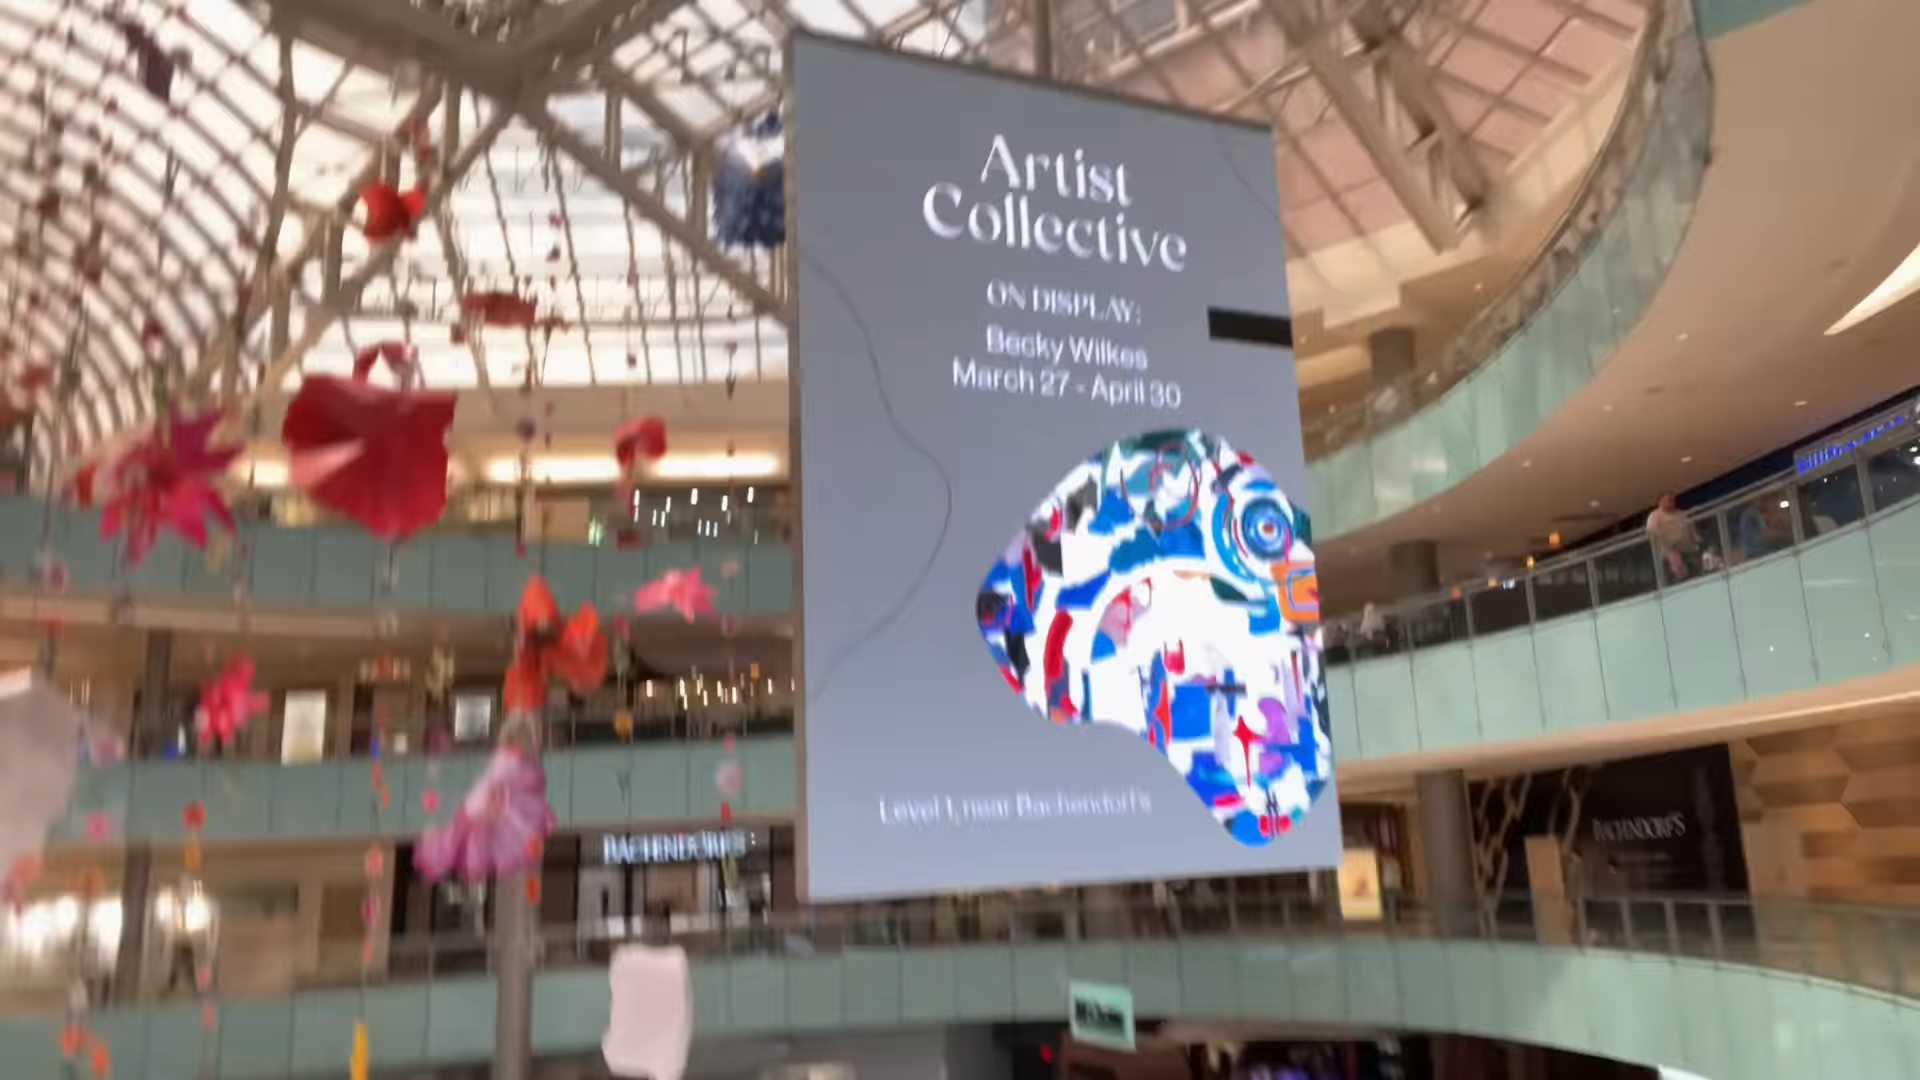 Artist
Collective
ON DISPLAY:
Becky Wilkes
March 27 - April 30
Level 1, near Bachendorf's
BACHENDORF'S
BACHENDORF'S